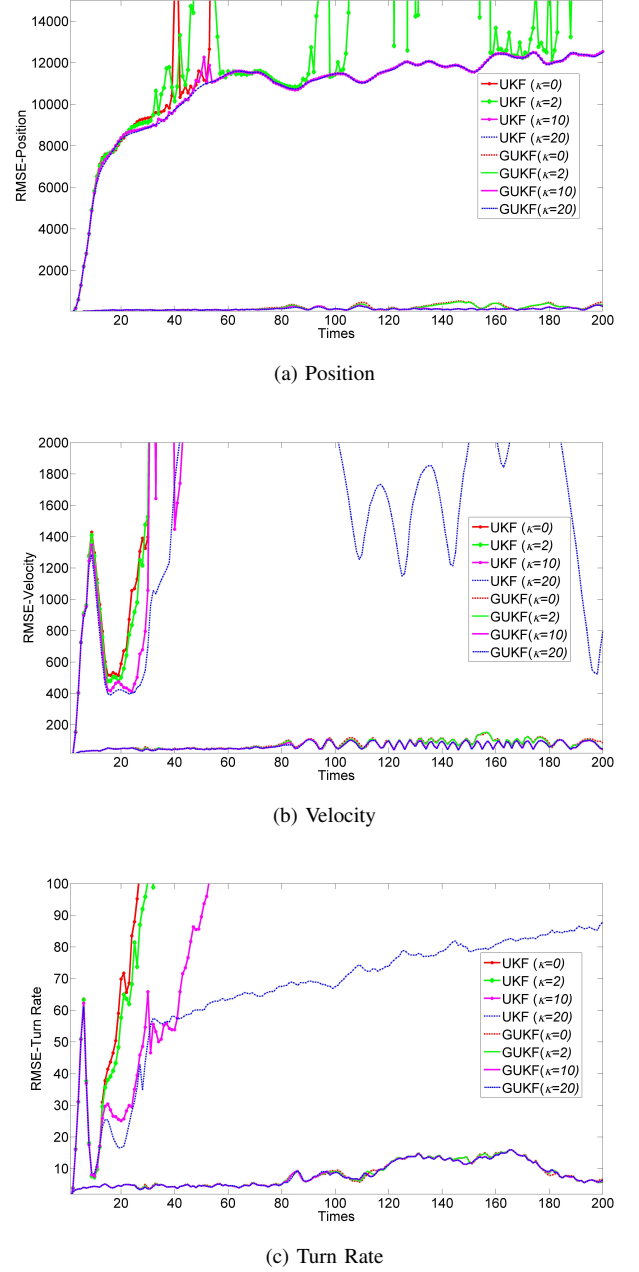 14000
12000
10000
8000
6000
4000
2000
RMSE-Position
UKF (κ=0)
UKF (κ=2)
UKF (κ=10)
UKF (κ=20)
GUKF(κ=0)
GUKF(κ=2)
GUKF(κ=10)
GUKF(κ=20)
20 40 60 80 100 120 140 160 180 200
Times
(a) Position
2000
1800
1600
1400
1200
1000
800
600
400
200
RMSE-Velocity
UKF (κ=0)
UKF (κ=2)
UKF (κ=10)
UKF (κ=20)
GUKF(κ=0)
GUKF(κ=2)
GUKF(κ=10)
GUKF(κ=20)
20 40 60 80 100 120 140 160 180 200
Times
(b) Velocity
100
90
80
70
60
50
40
30
20
10
RMSE-Turn Rate
UKF (κ=0)
UKF (κ=2)
UKF (κ=10)
UKF (κ=20)
GUKF(κ=0)
GUKF(κ=2)
GUKF(κ=10)
GUKF(κ=20)
20 40 60 80 100 120 140 160 180 200
Times
(c) Turn Rate